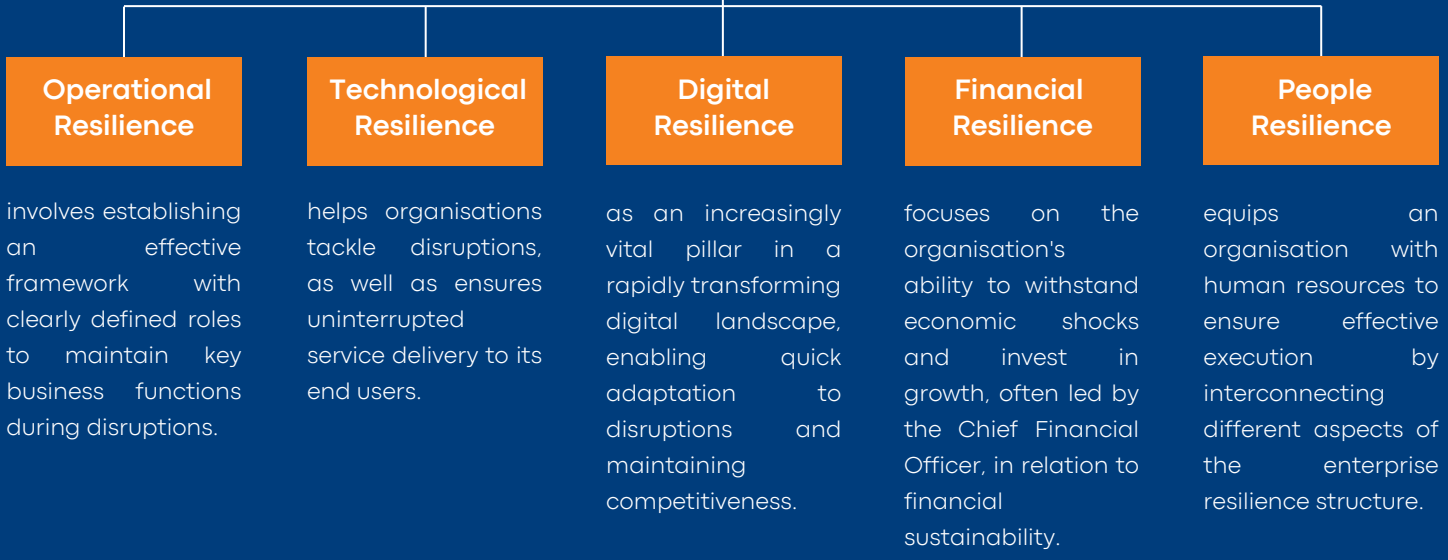 Operational
Resilience
involves establishing
an effective
framework with
clearly defined roles
to maintain key
business functions
during disruptions.
Technological
Resilience
helps organisations
tackle disruptions,
as well as ensures
uninterrupted
service delivery to its
end users.
Digital
Resilience
as an increasingly
vital pillar in a
rapidly transforming
digital landscape,
enabling quick
adaptation to
disruptions and
maintaining
competitiveness.
Financial
Resilience
focuses on the
organisation's
ability to withstand
economic shocks
and invest in
growth, often led by
the Chief Financial
Officer, in relation to
financial
sustainability.
People
Resilience
equips an
organisation with
human resources to
ensure effective
execution by
interconnecting
different aspects of
the enterprise
resilience structure.